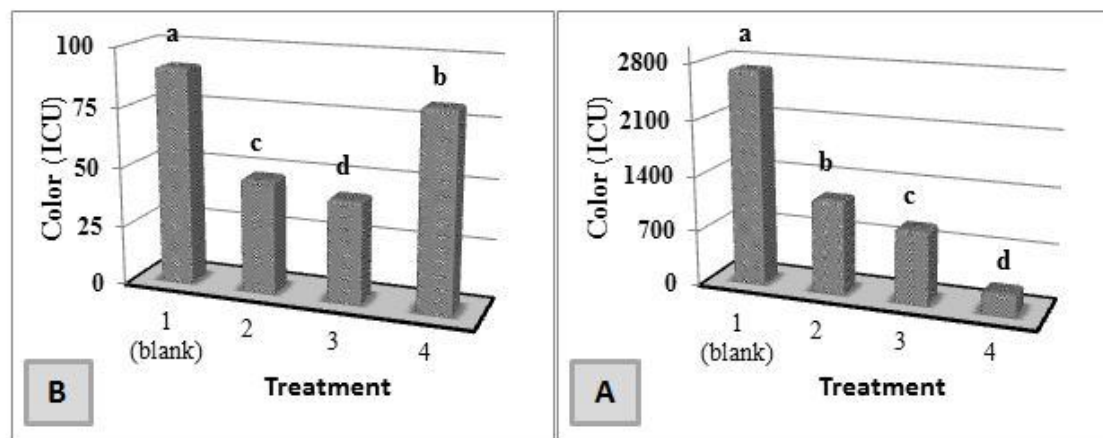 100
75
50
25
0
Color (ICU)
a
c
d
b
1
(blank)
2
3
4
Treatment
B
2800
2100
1400
700
0
Color (ICU)
a
b
c
d
1
(blank)
2
3
4
Treatment
A